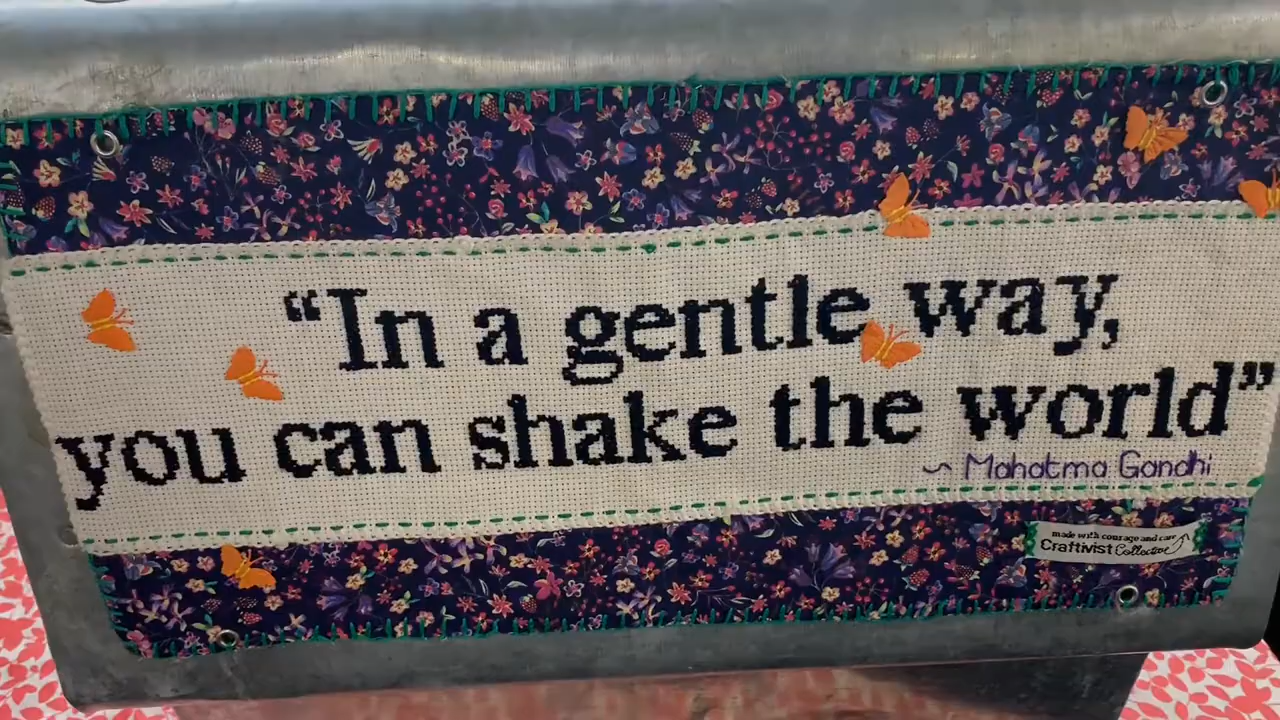 “In a gentle way,
you can shake the world”
~ Mahatma Gandhi
made with courage and care
Craftivist Collective